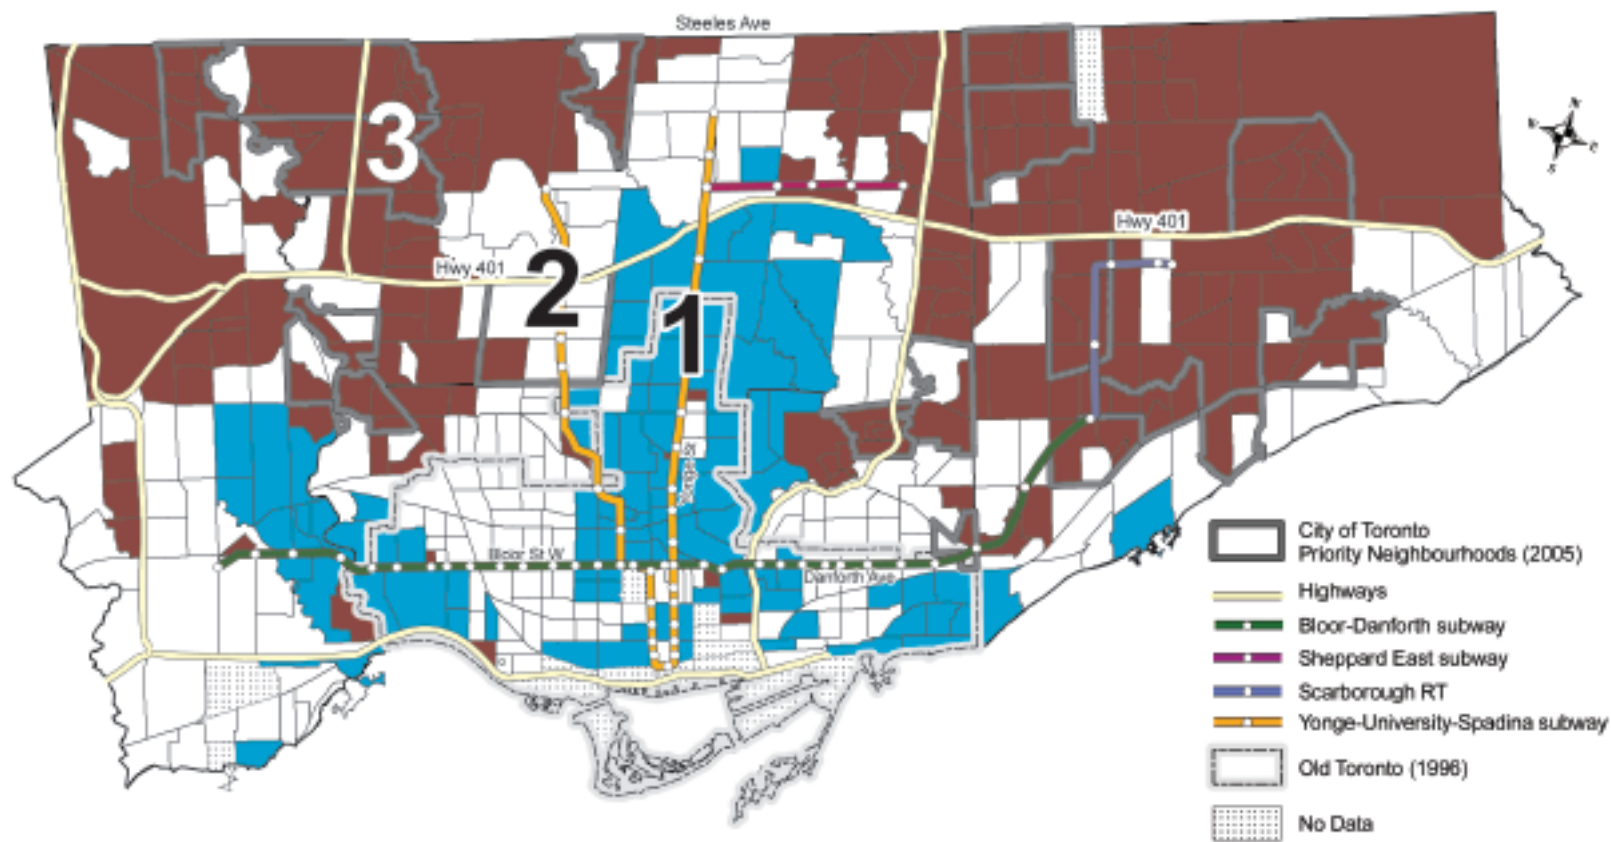 Steeles Ave
3
Hwy 401
N
W
E
S
Hwy 401
2
1
Yonge St
Bloor St W
Danforth Ave
City of Toronto
Priority Neighbourhoods (2005)
Highways
Bloor-Danforth subway
Sheppard East subway
Scarborough RT
Yonge-University-Spadina subway
Old Toronto (1996)
No Data